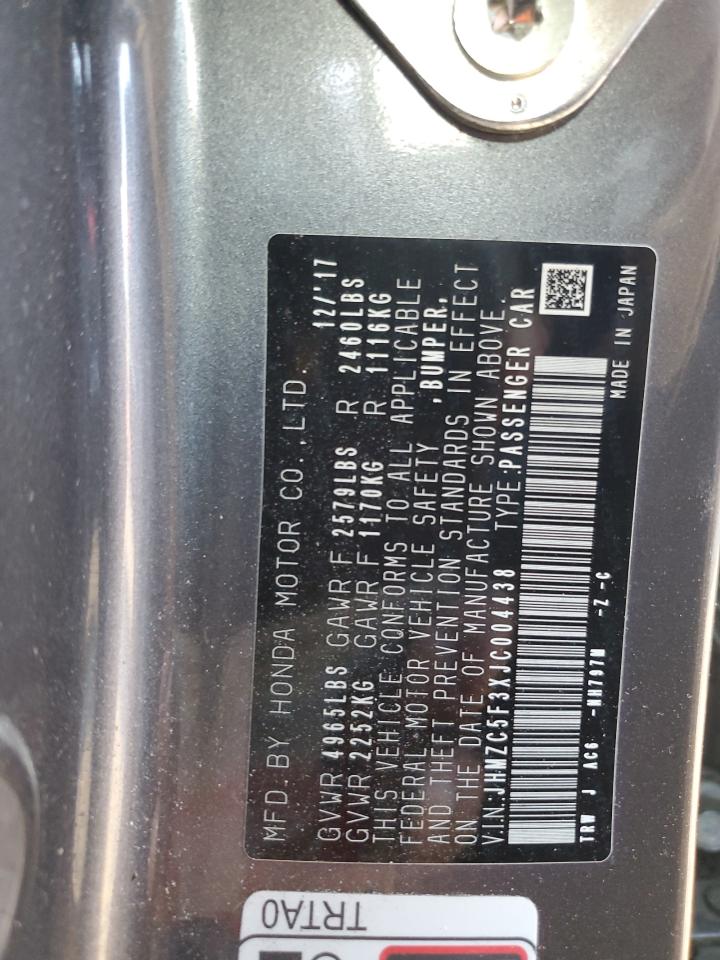 MFD. BY HONDA MOTOR CO., LTD. 12/'17
GVWR 4965LBS GAWR F 2579LBS R 2460LBS
GVWR 2252KG GAWR F 1170KG R 1116KG
THIS VEHICLE CONFORMS TO ALL APPLICABLE
FEDERAL MOTOR VEHICLE SAFETY ,BUMPER,
AND THEFT PREVENTION STANDARDS IN EFFECT
ON THE DATE OF MANUFACTURE SHOWN ABOVE.
V.I.N:JHMZC5F3XJC004438 TYPE:PASSENGER CAR
TRW J AC6 -NH797M -Z -C MADE IN JAPAN
TRTA0